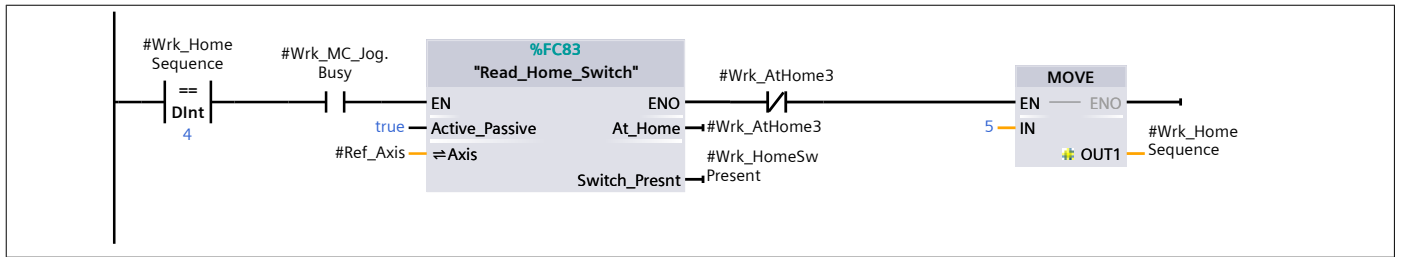 #Wrk_Home
Sequence
==
DInt
4
#Wrk_MC_Jog.
Busy
%FC83
"Read_Home_Switch"
EN
ENO
true
Active_Passive
At_Home
#Wrk_AtHome3
#Ref_Axis
Axis
Switch_Presnt
#Wrk_HomeSw
Present
#Wrk_AtHome3
MOVE
EN
ENO
5
IN
OUT1
#Wrk_Home
Sequence